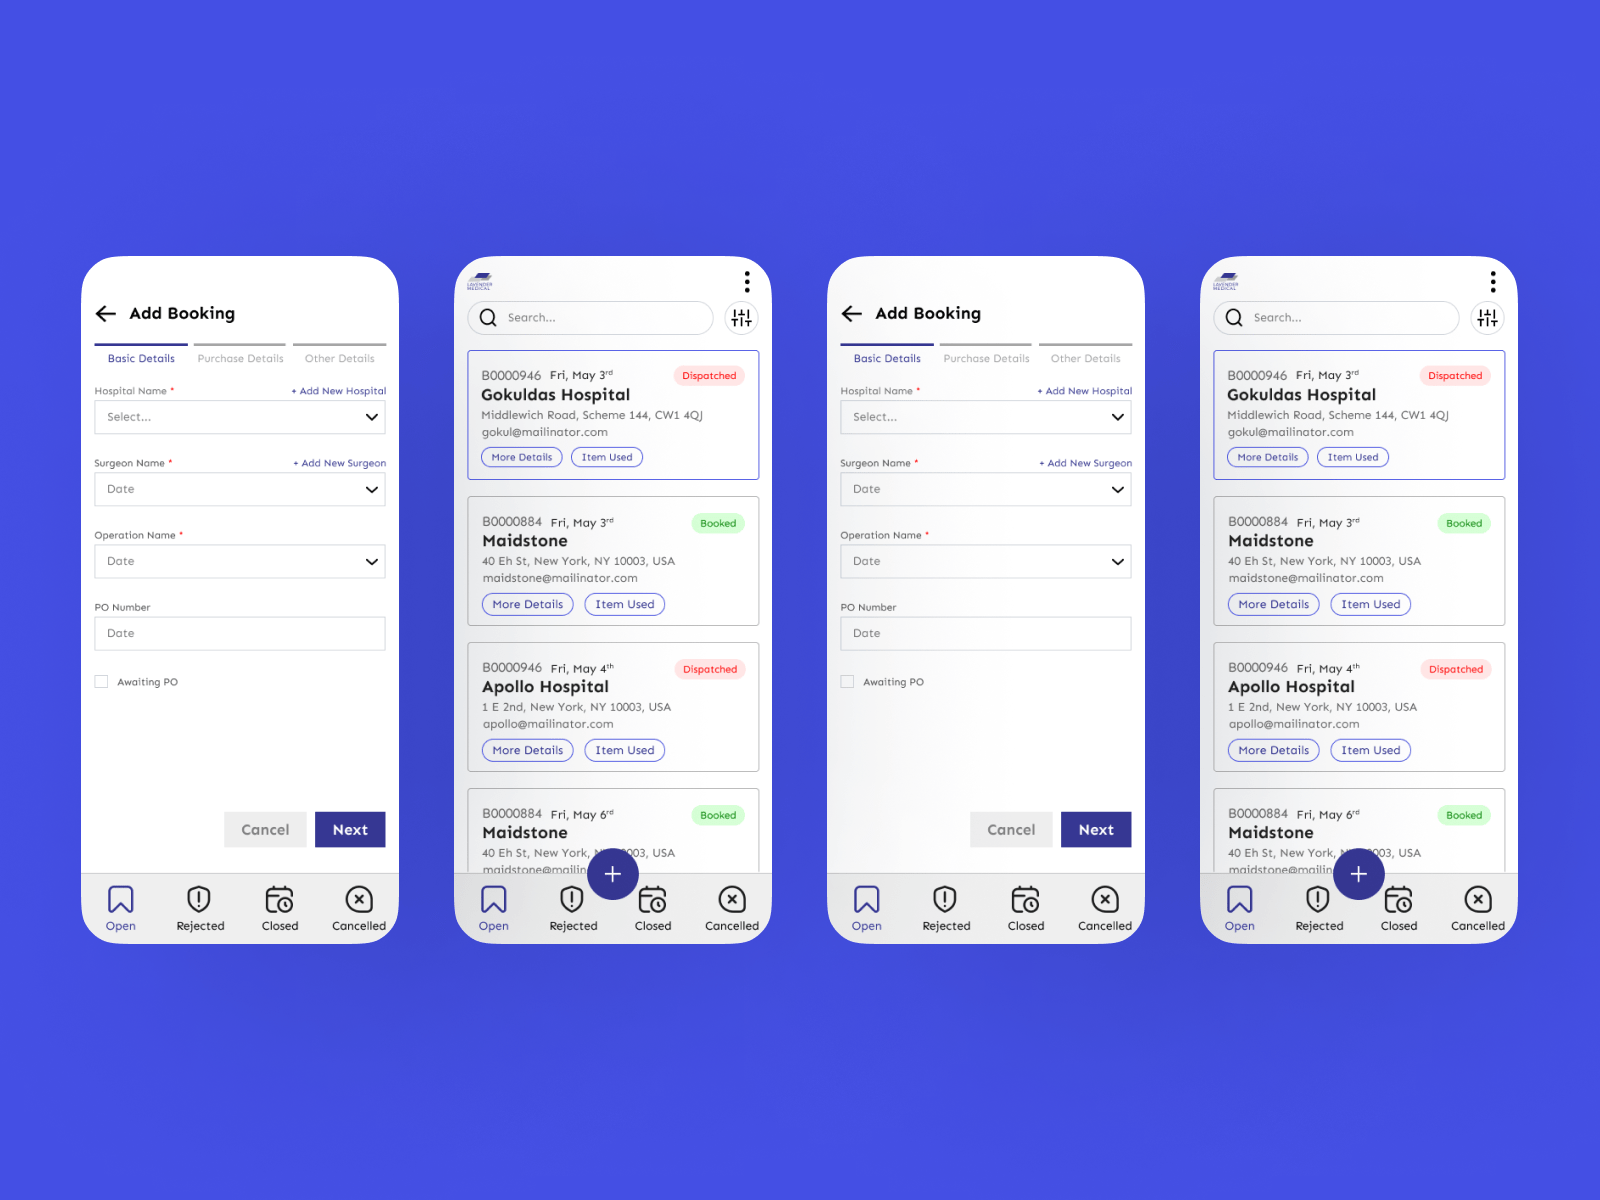 Add Booking
Basic Details Purchase Details Other Details
Hospital Name * + Add New Hospital
Select...
Surgeon Name * + Add New Surgeon
Date
Operation Name *
Date
PO Number
Date
Awaiting PO
Cancel Next
Open Rejected Closed Cancelled
LAVENDER
MEDICAL
Search...
B0000946 Fri, May 3rd Dispatched
Gokuldas Hospital
Middlewich Road, Scheme 144, CW1 4QJ
gokul@mailinator.com
More Details Item Used
B0000884 Fri, May 3rd Booked
Maidstone
40 Eh St, New York, NY 10003, USA
maidstone@mailinator.com
More Details Item Used
B0000946 Fri, May 4th Dispatched
Apollo Hospital
1 E 2nd, New York, NY 10003, USA
apollo@mailinator.com
More Details Item Used
B0000884 Fri, May 6rd Booked
Maidstone
40 Eh St, New York, 003, USA
maidstone@mailin
Open Rejected Closed Cancelled
Add Booking
Basic Details Purchase Details Other Details
Hospital Name * + Add New Hospital
Select...
Surgeon Name * + Add New Surgeon
Date
Operation Name *
Date
PO Number
Date
Awaiting PO
Cancel Next
Open Rejected Closed Cancelled
LAVENDER
MEDICAL
Search...
B0000946 Fri, May 3rd Dispatched
Gokuldas Hospital
Middlewich Road, Scheme 144, CW1 4QJ
gokul@mailinator.com
More Details Item Used
B0000884 Fri, May 3rd Booked
Maidstone
40 Eh St, New York, NY 10003, USA
maidstone@mailinator.com
More Details Item Used
B0000946 Fri, May 4th Dispatched
Apollo Hospital
1 E 2nd, New York, NY 10003, USA
apollo@mailinator.com
More Details Item Used
B0000884 Fri, May 6rd Booked
Maidstone
40 Eh St, New York, 003, USA
maidstone@mailin
Open Rejected Closed Cancelled